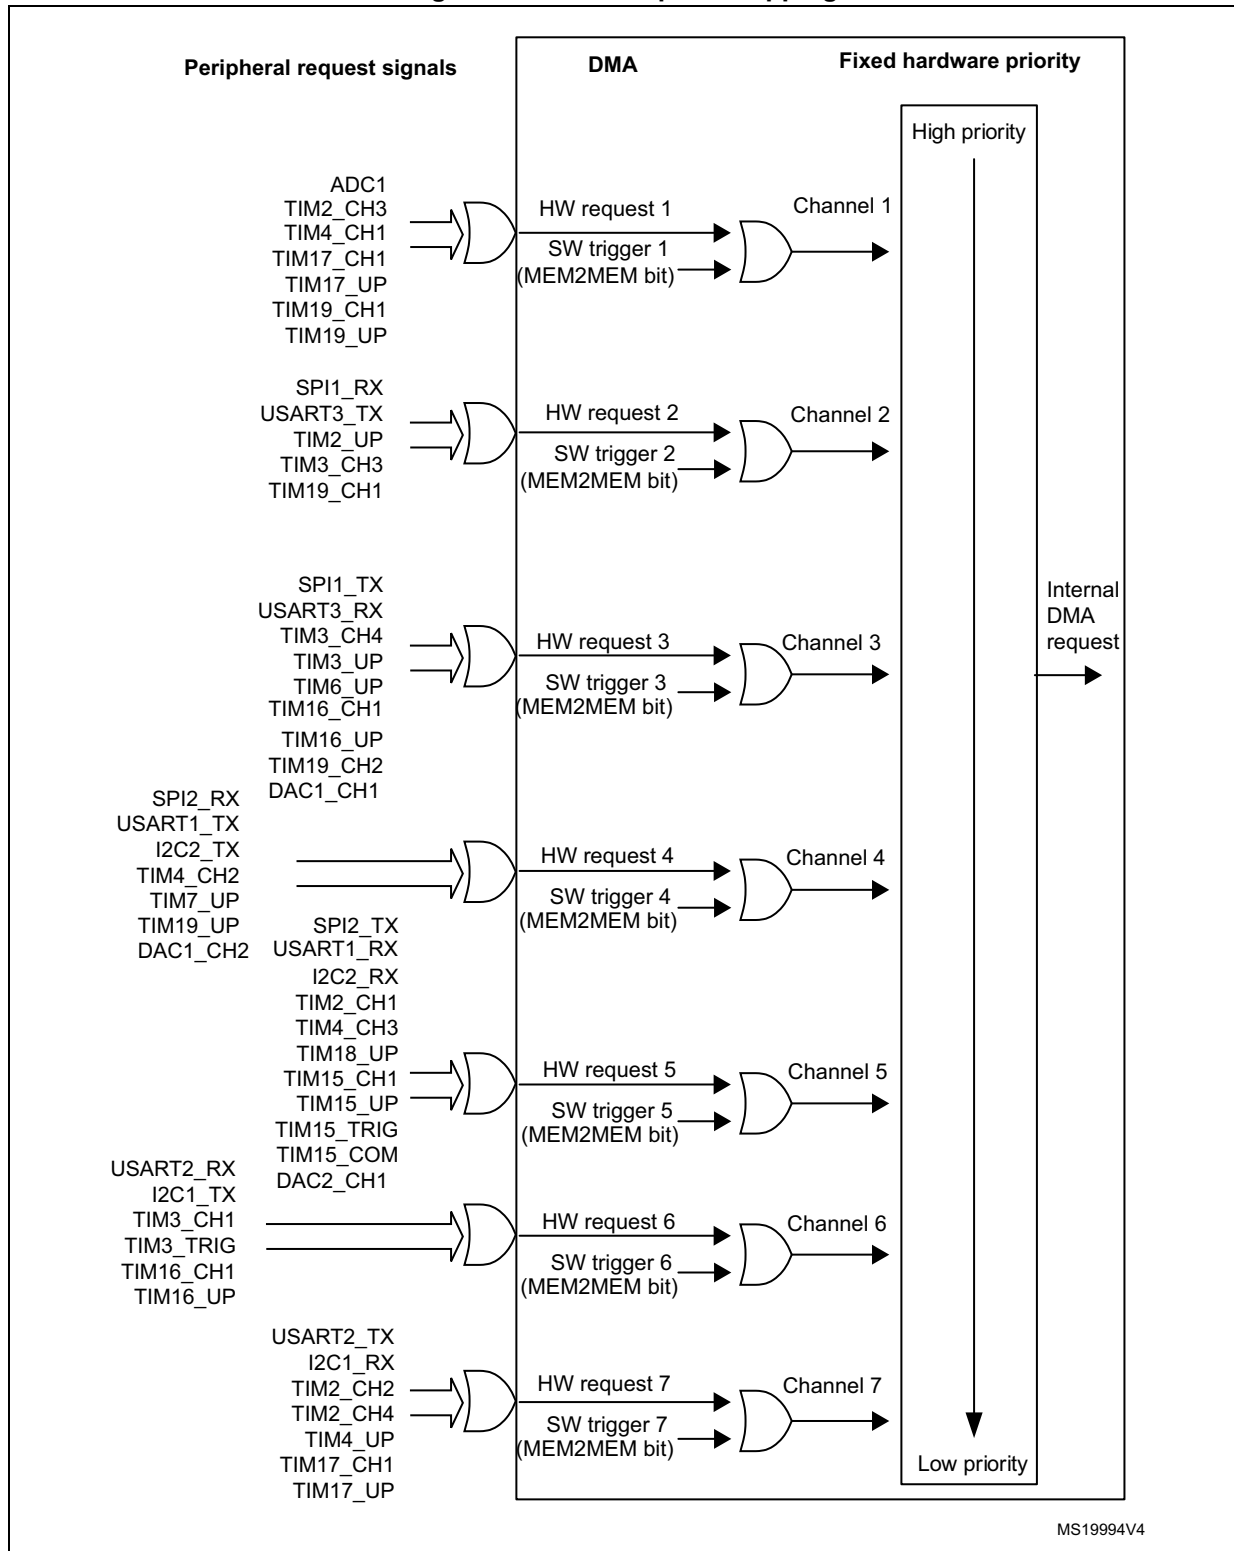 Peripheral request signals
DMA
Fixed hardware priority
High priority
ADC1
TIM2_CH3
TIM4_CH1
TIM17_CH1
TIM17_UP
TIM19_CH1
TIM19_UP
HW request 1
SW trigger 1
(MEM2MEM bit)
Channel 1
SPI1_RX
USART3_TX
TIM2_UP
TIM3_CH3
TIM19_CH1
HW request 2
SW trigger 2
(MEM2MEM bit)
Channel 2
SPI1_TX
USART3_RX
TIM3_CH4
TIM3_UP
TIM6_UP
TIM16_CH1
TIM16_UP
TIM19_CH2
DAC1_CH1
HW request 3
SW trigger 3
(MEM2MEM bit)
Channel 3
Internal
DMA
request
SPI2_RX
USART1_TX
I2C2_TX
TIM4_CH2
TIM7_UP
TIM19_UP
DAC1_CH2
HW request 4
SW trigger 4
(MEM2MEM bit)
Channel 4
SPI2_TX
USART1_RX
I2C2_RX
TIM2_CH1
TIM4_CH3
TIM18_UP
TIM15_CH1
TIM15_UP
TIM15_TRIG
TIM15_COM
DAC2_CH1
HW request 5
SW trigger 5
(MEM2MEM bit)
Channel 5
USART2_RX
I2C1_TX
TIM3_CH1
TIM3_TRIG
TIM16_CH1
TIM16_UP
HW request 6
SW trigger 6
(MEM2MEM bit)
Channel 6
USART2_TX
I2C1_RX
TIM2_CH2
TIM2_CH4
TIM4_UP
TIM17_CH1
TIM17_UP
HW request 7
SW trigger 7
(MEM2MEM bit)
Channel 7
Low priority
MS19994V4